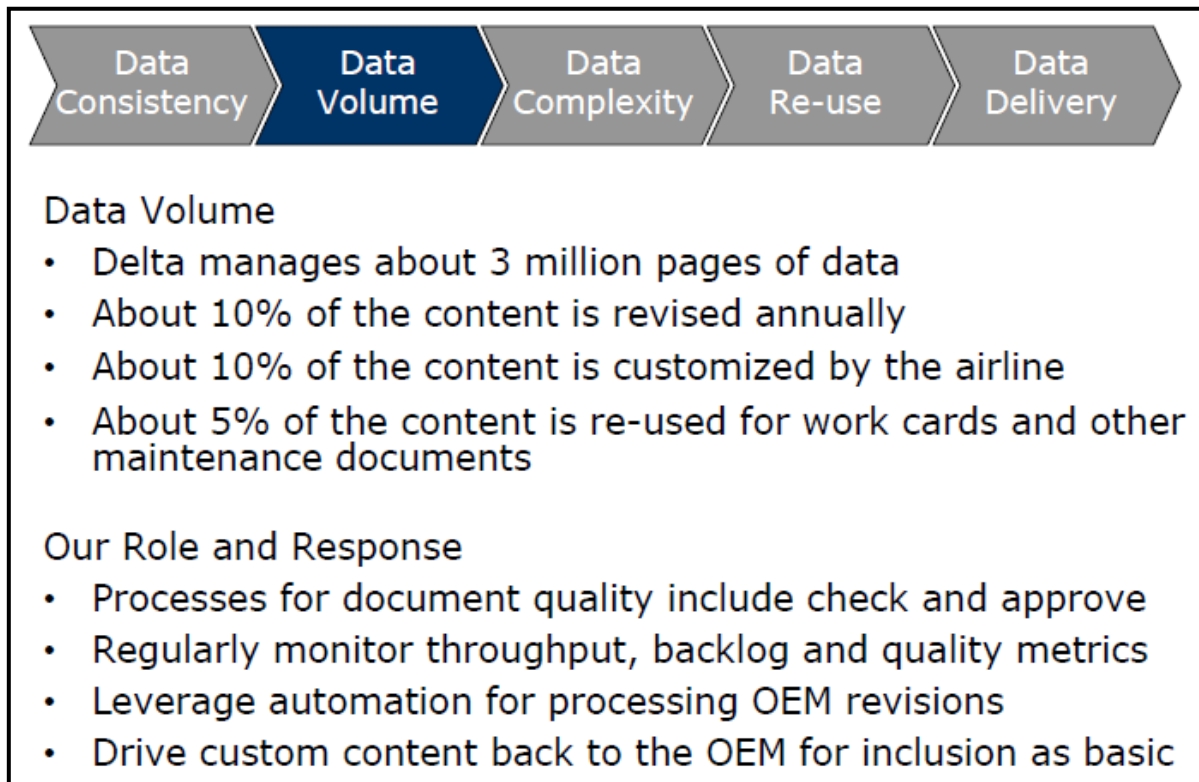 Data
Consistency
Data
Volume
Data
Complexity
Data
Re-use
Data
Delivery
Data Volume
• Delta manages about 3 million pages of data
• About 10% of the content is revised annually
• About 10% of the content is customized by the airline
• About 5% of the content is re-used for work cards and other
maintenance documents
Our Role and Response
• Processes for document quality include check and approve
• Regularly monitor throughput, backlog and quality metrics
• Leverage automation for processing OEM revisions
• Drive custom content back to the OEM for inclusion as basic